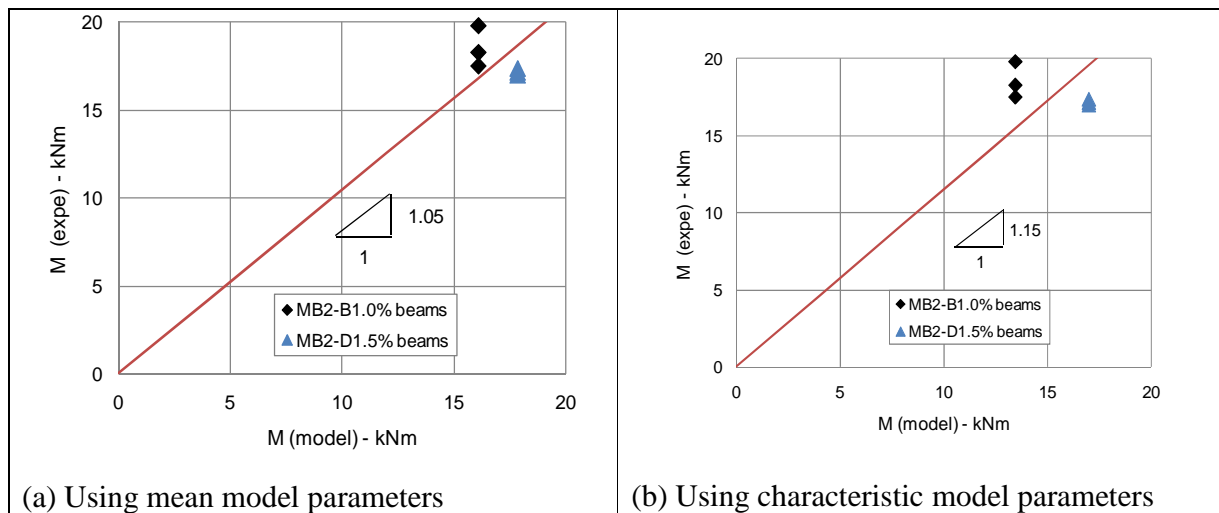 20
15
10
5
0
M (expe) - kNm
1.05
1
MB2-B1.0% beams
MB2-D1.5% beams
0 5 10 15 20
M (model) - kNm
(a) Using mean model parameters
20
15
10
5
0
M (expe) - kNm
1.15
1
MB2-B1.0% beams
MB2-D1.5% beams
0 5 10 15 20
M (model) - kNm
(b) Using characteristic model parameters